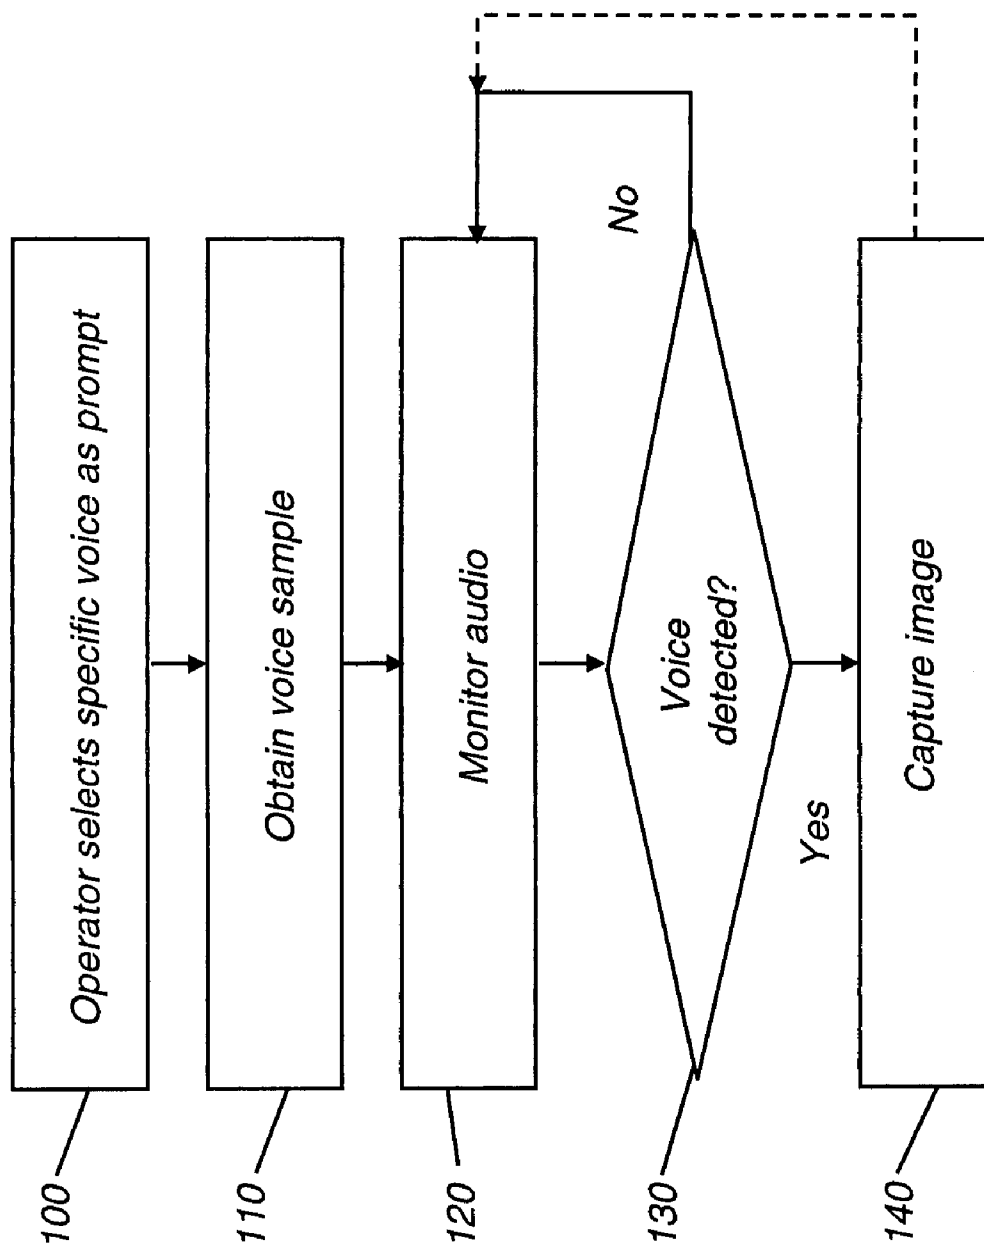 100
Operator selects specific voice as prompt
110
Obtain voice sample
120
Monitor audio
130
Voice
detected?
No
Yes
140
Capture image